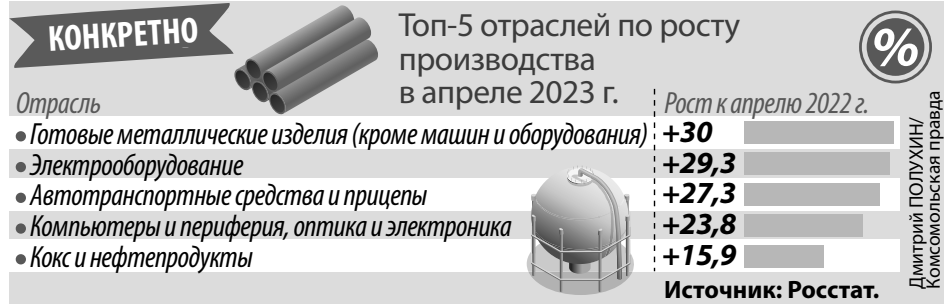 КОНКРЕТНО
Топ-5 отраслей по росту
производства
в апреле 2023 г.
%
Отрасль
Рост к апрелю 2022 г.
• Готовые металлические изделия (кроме машин и оборудования) +30
• Электрооборудование +29,3
• Автотранспортные средства и прицепы +27,3
• Компьютеры и периферия, оптика и электроника +23,8
• Кокс и нефтепродукты +15,9
Источник: Росстат.
Дмитрий ПОЛУХИН/
Комсомольская правда